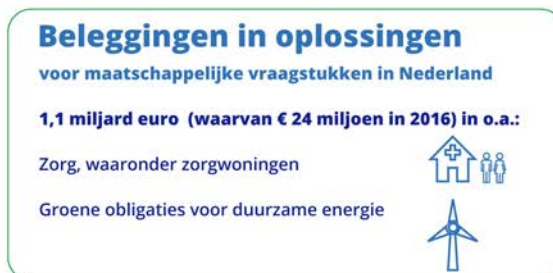 Beleggingen in oplossingen
voor maatschappelijke vraagstukken in Nederland
1,1 miljard euro (waarvan € 24 miljoen in 2016) in o.a.:
Zorg, waaronder zorgwoningen
Groene obligaties voor duurzame energie